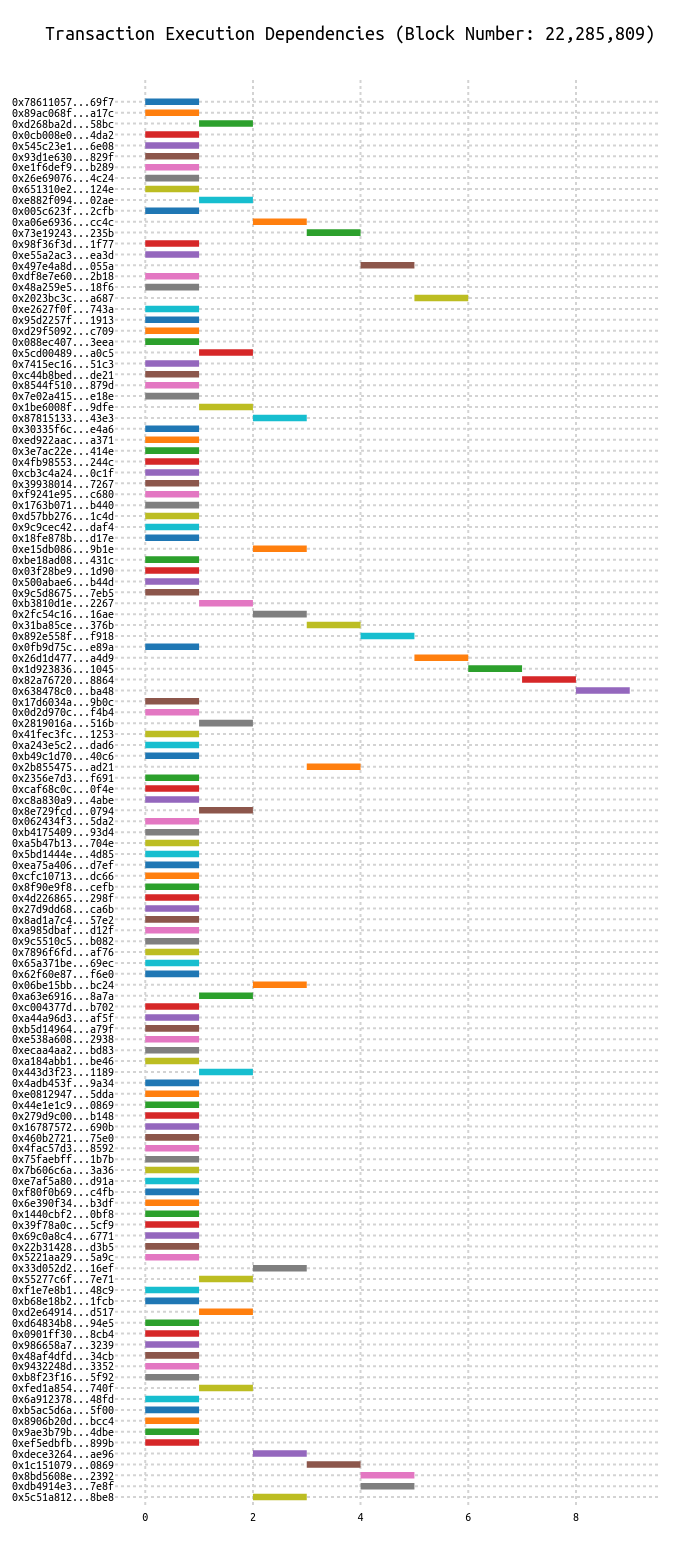 Transaction Execution Dependencies (Block Number: 22,285,809)
0x78611057...69f7
0x89ac068f...a17c
0xd268ba2d...58bc
0x0cb008e0...4da2
0x545c23e1...6e08
0x93d1e630...829f
0xe1f6def9...b289
0x26e69076...4c24
0x651310e2...124e
0xe882f094...02ae
0x005c623f...2cfb
0xa06e6936...cc4c
0x73e19243...235b
0x98f36f3d...1f77
0xe55a2ac3...ea3d
0x497e4a8d...055a
0xdf8e7e60...2b18
0x48a259e5...18f6
0x2023bc3c...a687
0xe2627f0f...743a
0x95d2257f...1913
0xd29f5092...c709
0x088ec407...3eea
0x5cd00489...a0c5
0x7415ec16...51c3
0xc44b8bed...de21
0x8544f510...879d
0x7e02a415...e18e
0x1be6008f...9dfe
0x87815133...43e3
0x30335f6c...e4a6
0xed922aac...a371
0x3e7ac22e...414e
0x4fb98553...244c
0xcb3c4a24...0c1f
0x39938014...7267
0xf9241e95...c680
0x1763b071...b440
0xd57bb276...1c4d
0x9c9cec42...daf4
0x18fe878b...d17e
0xe15db086...9b1e
0xbe18ad08...431c
0x03f28be9...1d90
0x500abae6...b44d
0x9c5d8675...7eb5
0xb3810d1e...2267
0x2fc54c16...16ae
0x31ba85ce...376b
0x892e558f...f918
0x0fb9d75c...e89a
0x26d1d477...a4d9
0x1d923836...1045
0x82a76720...8864
0x638478c0...ba48
0x17d6034a...9b0c
0x0d2d970c...f4b4
0x2819016a...516b
0x41fec3fc...1253
0xa243e5c2...dad6
0xb49c1d70...40c6
0x2b855475...ad21
0x2356e7d3...f691
0xcaf68c0c...0f4e
0xc8a830a9...4abe
0x8e729fcd...0794
0x062434f3...5da2
0xb4175409...93d4
0xa5b47b13...704e
0x5bd1444e...4d85
0xea75a406...d7ef
0xcfc10713...dc66
0x8f90e9f8...cefb
0x4d226865...298f
0x27d9dd68...ca6b
0x8ad1a7c4...57e2
0xa985dbaf...d12f
0x9c5510c5...b082
0x7896f6fd...af76
0x65a371be...69ec
0x62f60e87...f6e0
0x06be15bb...bc24
0xa63e6916...8a7a
0xc004377d...b702
0xa44a96d3...af5f
0xb5d14964...a79f
0xe538a608...2938
0xecaa4aa2...bd83
0xa184abb1...be46
0x443d3f23...1189
0x4adb453f...9a34
0xe0812947...5dda
0x44e1e1c9...0869
0x279d9c00...b148
0x16787562...690b
0x460b2721...75e0
0x4fac57d3...8592
0x75faebff...1b7b
0x7b606c6a...3a36
0xe7af5a80...d91a
0xf80f0b69...c4fb
0x6e390f34...b3df
0x1440cbf2...0bf8
0x39f78a0c...5cf9
0x69c0a8c4...6771
0x22b31428...d3b5
0x5221aa29...5a9c
0x33d052d2...16ef
0x55277c6f...7e71
0xf1e7e8b1...48c9
0xb68e18b2...1fcb
0xd2e64914...d517
0xd64834b8...94e5
0x0901ff30...8cb4
0x986658a7...3239
0x48af4dfd...34cb
0x9432248d...3352
0xb8f23f16...5f92
0xfed1a854...740f
0x6a912378...48fd
0xb5ac5d6a...5f00
0x8906b20d...bcc4
0x9ae3b79b...4dbe
0xef5edbfb...899b
0xdece3264...ae96
0x1c151079...0869
0x8bd5608e...2392
0xdb4914e3...7e8f
0x5c51a812...8be8
0 2 4 6 8